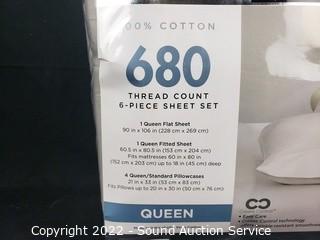 100% COTTON
680
THREAD COUNT
6-PIECE SHEET SET
1 Queen Flat Sheet
90 in x 106 in (228 cm x 269 cm)
1 Queen Fitted Sheet
60.5 in x 80.5 in (153 cm x 204 cm)
Fits mattresses 60 in x 80 in
(152 cm x 203 cm) up to 18 in (45 cm) deep
4 Queen/Standard Pillowcases
21 in x 33 in (53 cm x 83 cm)
Fits Pillows up to 20 in x 30 in (50 cm x 76 cm)
QUEEN
• Easy Care
Copyright 2022 - Sound Auction Service